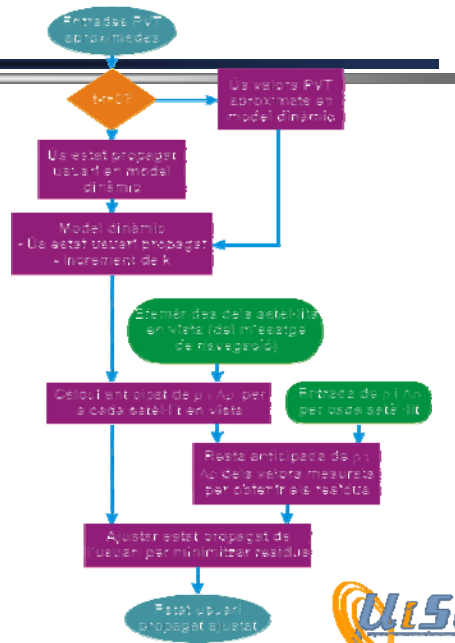 Entrades PVT
aproximades
k=0?
Ús valors PVT
aproximats en
model dinàmic
Ús estat propagat
usuari en model
dinàmic
Model dinàmic
- Ús estat usuari propagat
- Increment de k
Efemèrides dels satèl·lits
en vista (del missatge
de navegació)
Càlcul anticipat de ρ i Δρ per
a cada satèl·lit en vista
Entrada de ρ i Δρ
per cada satèl·lit
Resta anticipada de ρ i
Δρ dels valors mesurats
per obtenir els residus
Ajustar estat propagat de
l'usuari per minimitzar residus
Estat usuari
propagat ajustat